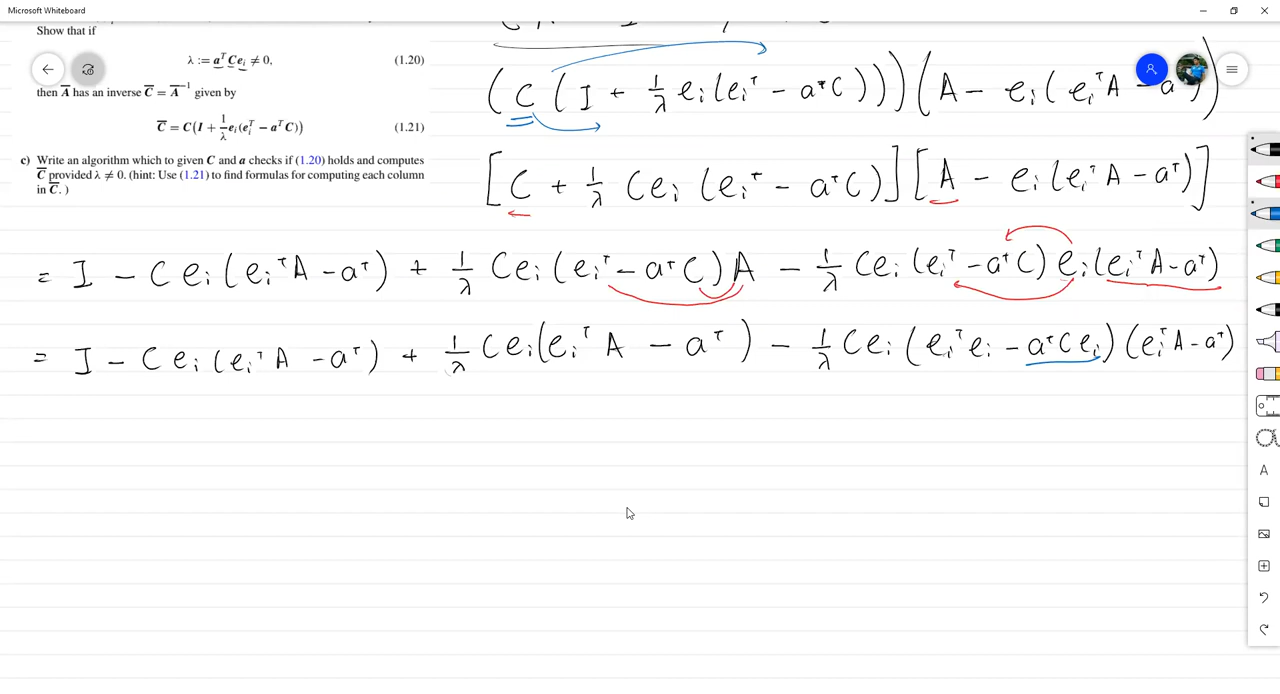 Microsoft Whiteboard
Show that if
λ := aᵀCeᵢ ≠ 0, (1.20)
then A̅ has an inverse C̅ = A̅⁻¹ given by
C̅ = C(I + 1/λ eᵢ(eᵢᵀ − aᵀC)) (1.21)
c) Write an algorithm which to given C and a checks if (1.20) holds and computes
C̅ provided λ ≠ 0. (hint: Use (1.21) to find formulas for computing each column
in C̅. )
(C(I + 1/λ eᵢ(eᵢᵀ − aᵀC)))(A − eᵢ(eᵢᵀA − aᵀ))
[C + 1/λ Ceᵢ(eᵢᵀ − aᵀC)][A − eᵢ(eᵢᵀA − aᵀ)]
= I − Ceᵢ(eᵢᵀA − aᵀ) + 1/λ Ceᵢ(eᵢᵀ − aᵀC)A − 1/λ Ceᵢ(eᵢᵀ − aᵀC)eᵢ(eᵢᵀA − aᵀ)
= I − Ceᵢ(eᵢᵀA − aᵀ) + 1/λ Ceᵢ(eᵢᵀA − aᵀ) − 1/λ Ceᵢ(eᵢᵀeᵢ − aᵀCeᵢ)(eᵢᵀA − aᵀ)
A